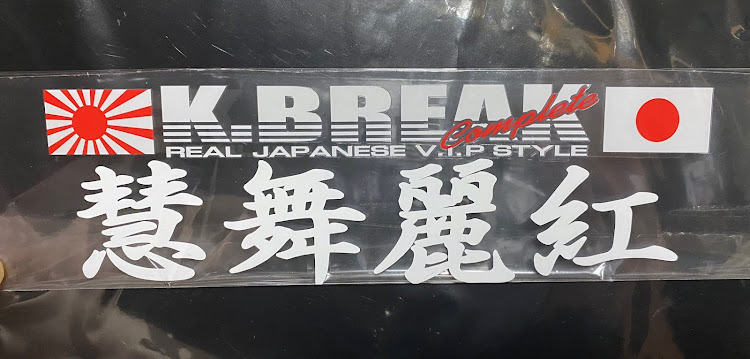 K.BREAK Complete
REAL JAPANESE V.I.P STYLE
慧舞麗紅